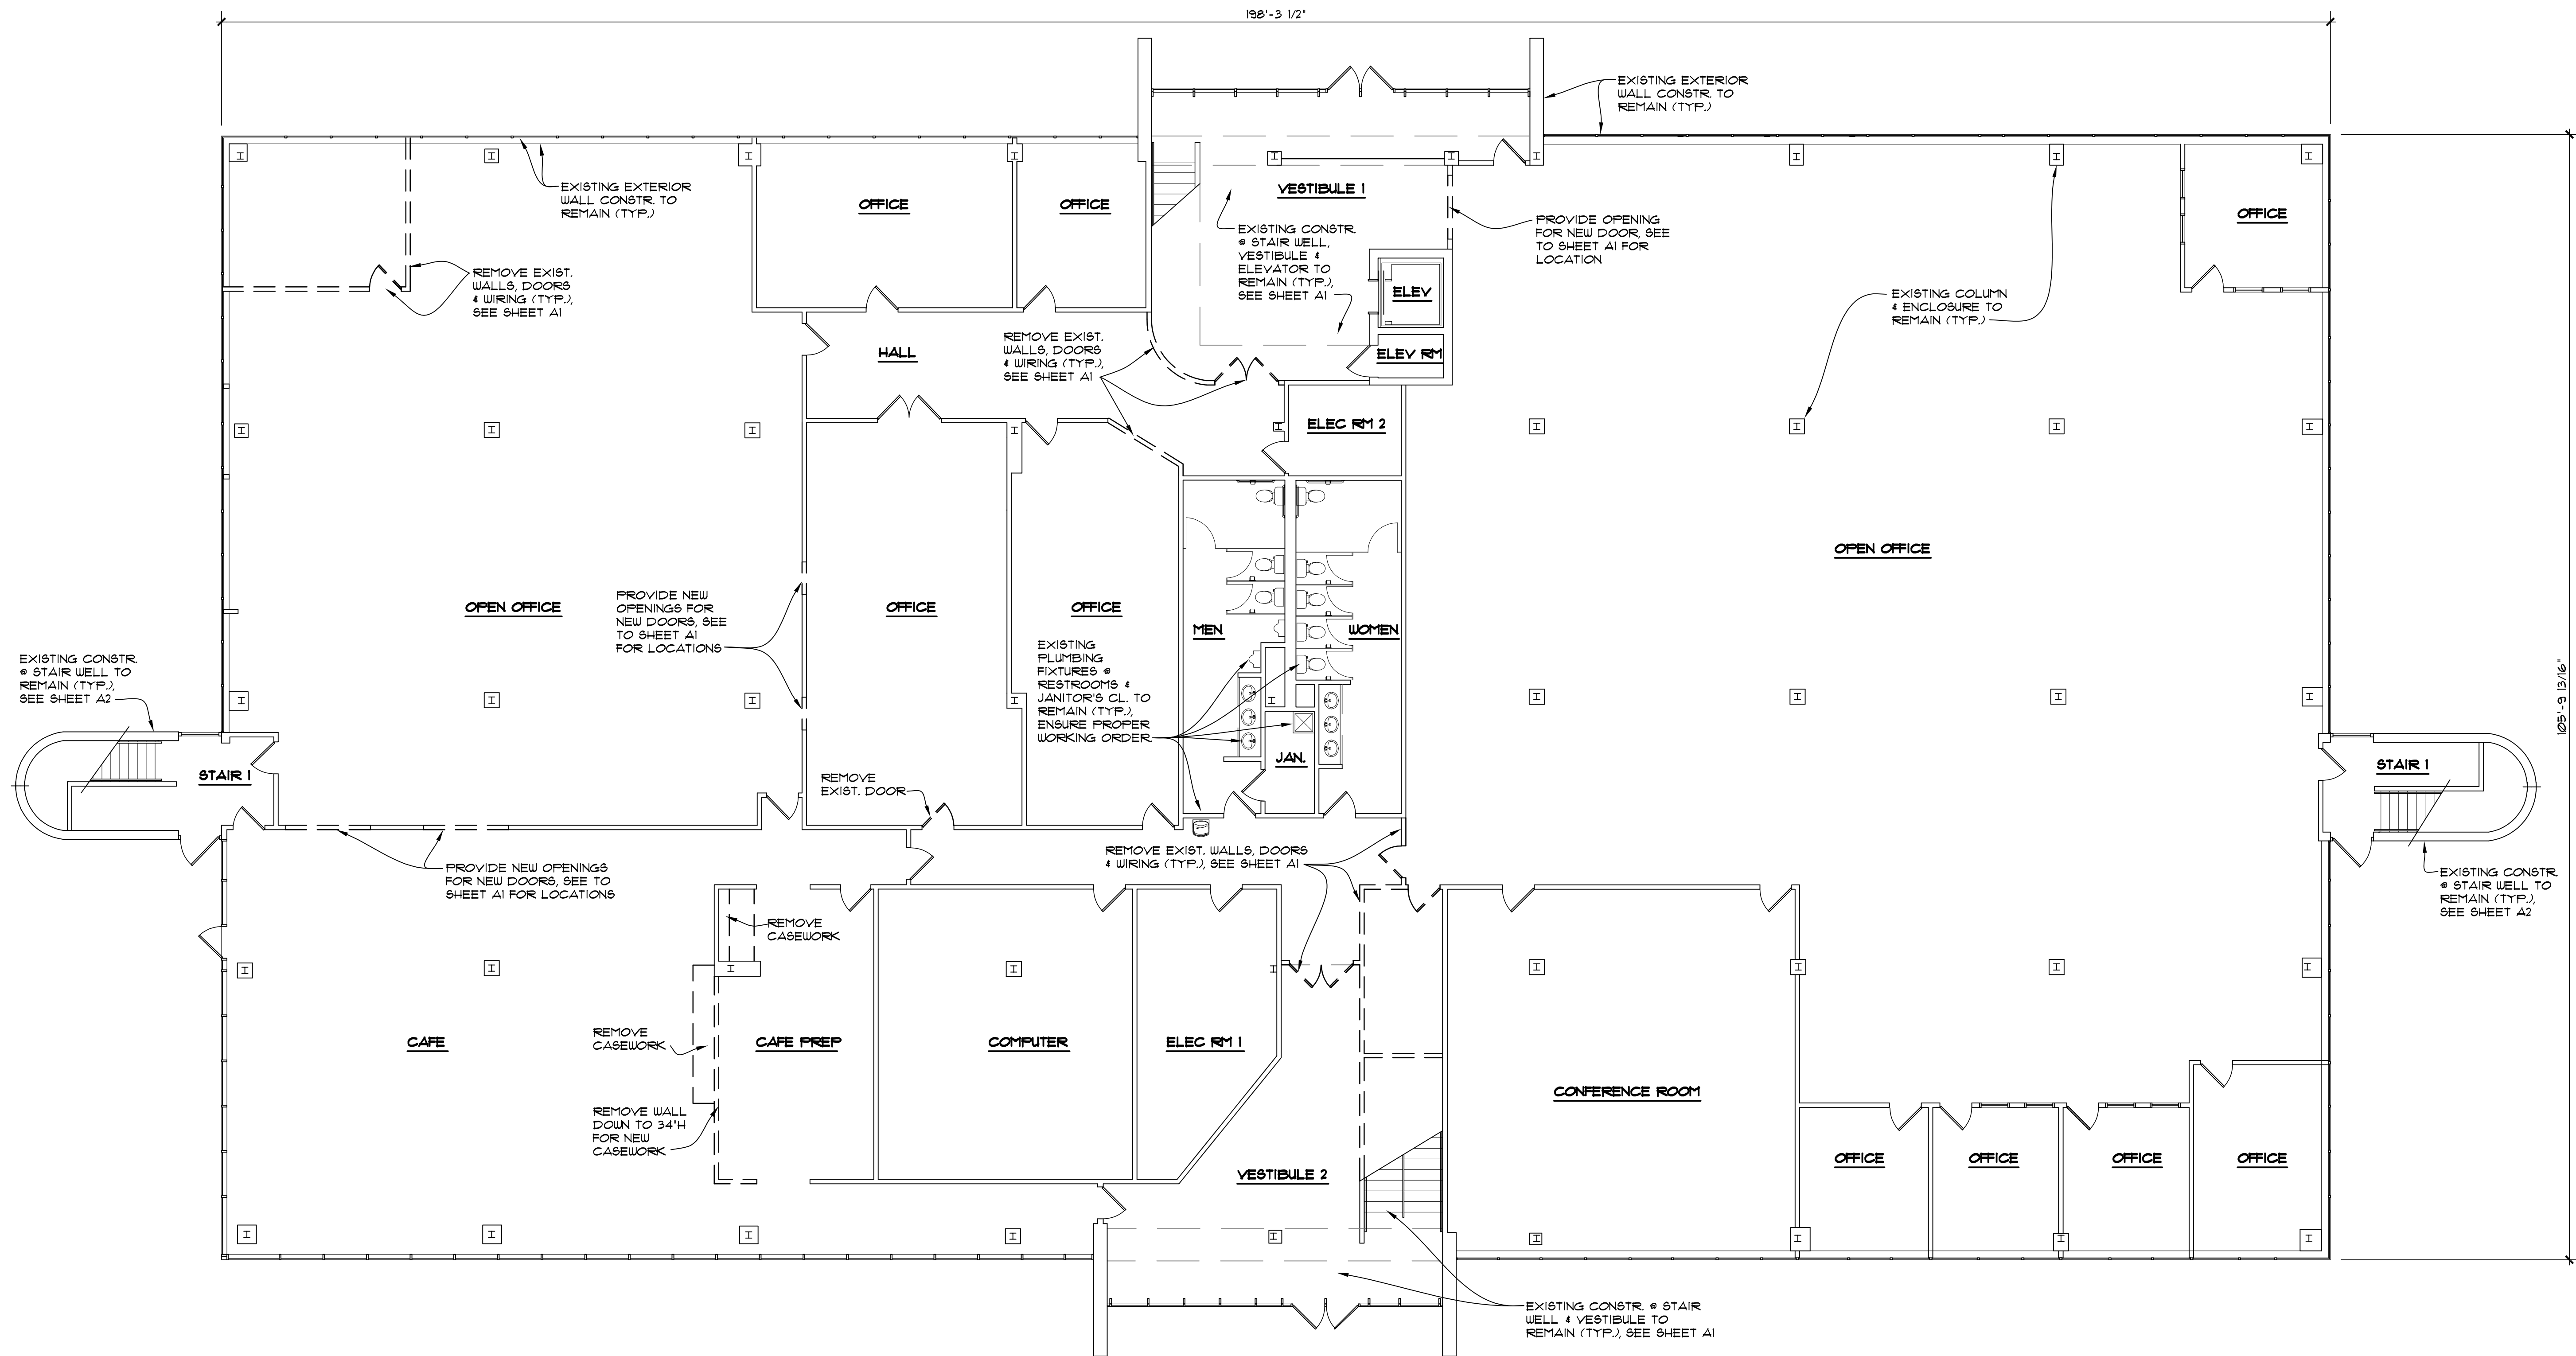 198'-3 1/2"
EXISTING EXTERIOR
WALL CONSTR. TO
REMAIN (TYP.)
EXISTING EXTERIOR
WALL CONSTR. TO
REMAIN (TYP.)
OFFICE
OFFICE
VESTIBULE 1
EXISTING CONSTR.
@ STAIR WELL,
VESTIBULE &
ELEVATOR TO
REMAIN (TYP.),
SEE SHEET A1
PROVIDE OPENING
FOR NEW DOOR, SEE
TO SHEET A1 FOR
LOCATION
OFFICE
REMOVE EXIST.
WALLS, DOORS
& WIRING (TYP.),
SEE SHEET A1
ELEV
EXISTING COLUMN
& ENCLOSURE TO
REMAIN (TYP.)
HALL
REMOVE EXIST.
WALLS, DOORS
& WIRING (TYP.),
SEE SHEET A1
ELEV RM
ELEC RM 2
OPEN OFFICE
OPEN OFFICE
PROVIDE NEW
OPENINGS FOR
NEW DOORS, SEE
TO SHEET A1
FOR LOCATIONS
OFFICE
OFFICE
EXISTING
PLUMBING
FIXTURES @
RESTROOMS &
JANITOR'S CL. TO
REMAIN (TYP.),
ENSURE PROPER
WORKING ORDER.
MEN
WOMEN
105'-9 13/16"
EXISTING CONSTR.
@ STAIR WELL TO
REMAIN (TYP.),
SEE SHEET A2
STAIR 1
REMOVE
EXIST. DOOR
JAN.
STAIR 1
PROVIDE NEW OPENINGS
FOR NEW DOORS, SEE TO
SHEET A1 FOR LOCATIONS
REMOVE EXIST. WALLS, DOORS
& WIRING (TYP.), SEE SHEET A1
EXISTING CONSTR.
@ STAIR WELL TO
REMAIN (TYP.),
SEE SHEET A2
REMOVE
CASEWORK
CAFE
REMOVE
CASEWORK
CAFE PREP
COMPUTER
ELEC RM 1
CONFERENCE ROOM
REMOVE WALL
DOWN TO 34"H
FOR NEW
CASEWORK
VESTIBULE 2
OFFICE
OFFICE
OFFICE
OFFICE
EXISTING CONSTR. @ STAIR
WELL & VESTIBULE TO
REMAIN (TYP.), SEE SHEET A1